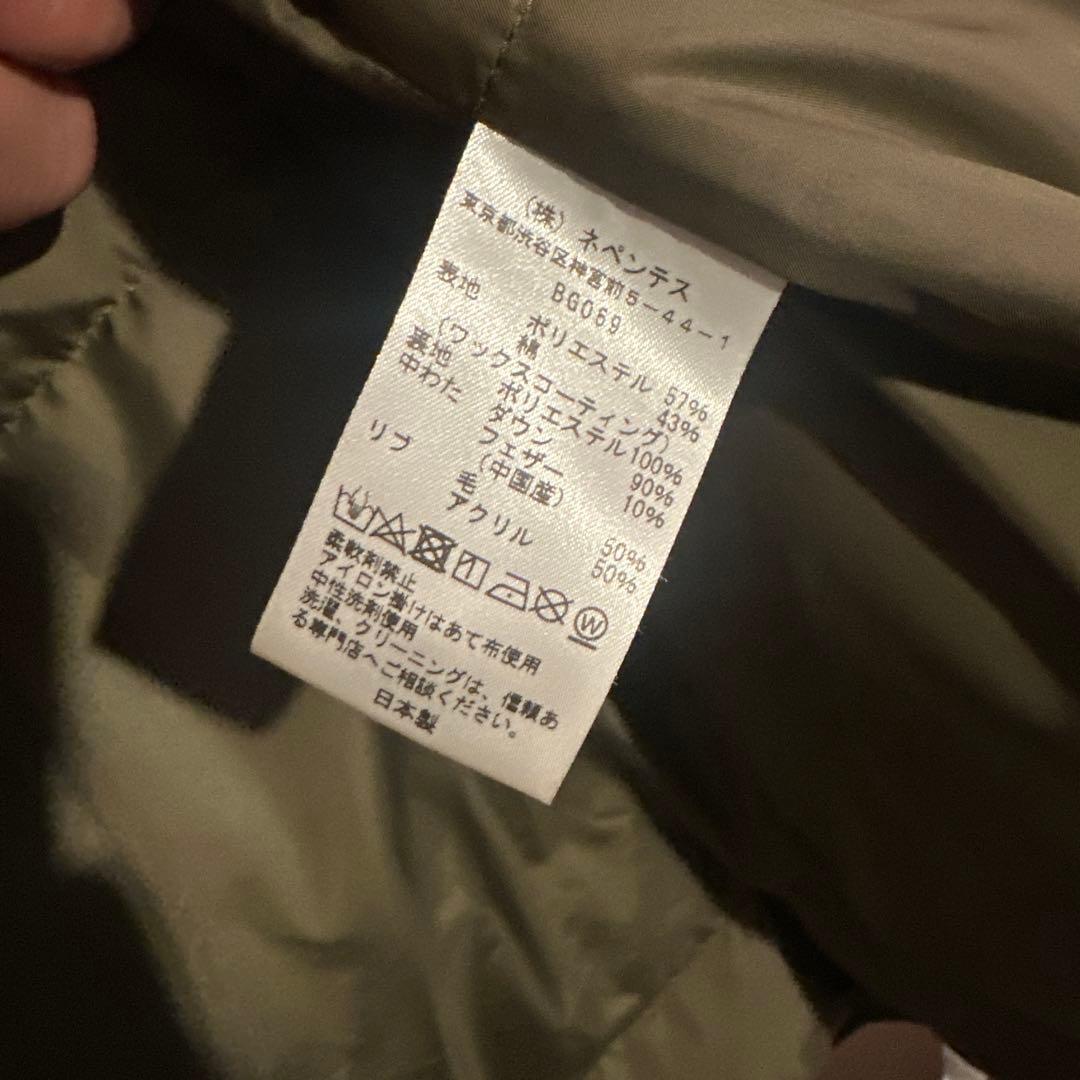 (株) ネペンテス
東京都渋谷区神宮前5-44-1
BG069
表地 ポリエステル 57%
綿 43%
(ワックスコーティング)
裏地 ポリエステル 100%
中わた ダウン 90%
フェザー 10%
(中国産)
リブ 毛 50%
アクリル 50%
W
柔軟剤禁止
アイロン掛けはあて布使用
中性洗剤使用
洗濯、クリーニングは、信頼あ
る専門店へご相談ください。
日本製